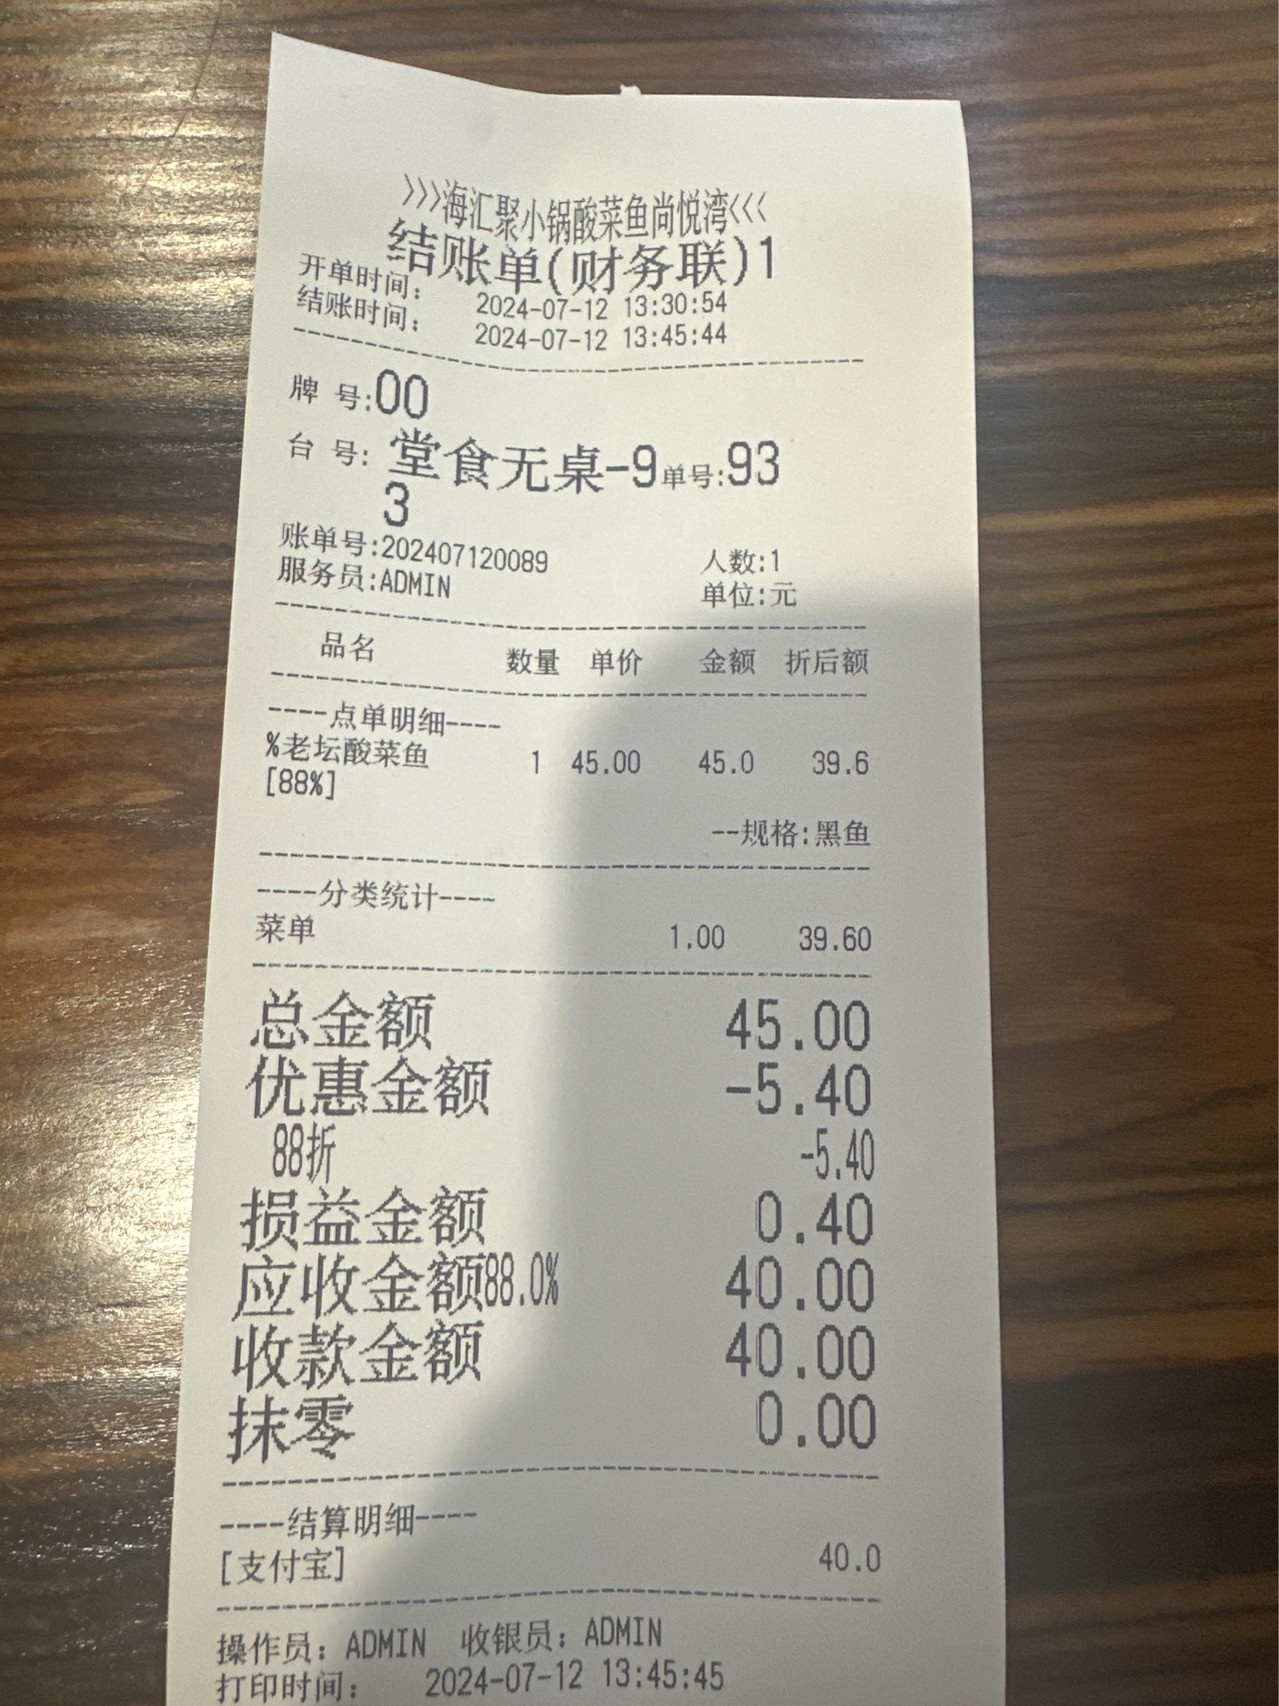 >>>海汇聚小锅酸菜鱼尚悦湾<<<
结账单(财务联)1
开单时间: 2024-07-12 13:30:54
结账时间: 2024-07-12 13:45:44
牌 号:00
台 号: 堂食无桌-9单号:93
3
账单号:202407120089 人数:1
服务员:ADMIN 单位:元
品名 数量 单价 金额 折后额
----点单明细----
%老坛酸菜鱼 1 45.00 45.0 39.6
[88%]
--规格:黑鱼
----分类统计----
菜单 1.00 39.60
总金额 45.00
优惠金额 -5.40
88折 -5.40
损益金额 0.40
应收金额88.0% 40.00
收款金额 40.00
抹零 0.00
----结算明细----
[支付宝] 40.0
操作员: ADMIN 收银员: ADMIN
打印时间: 2024-07-12 13:45:45